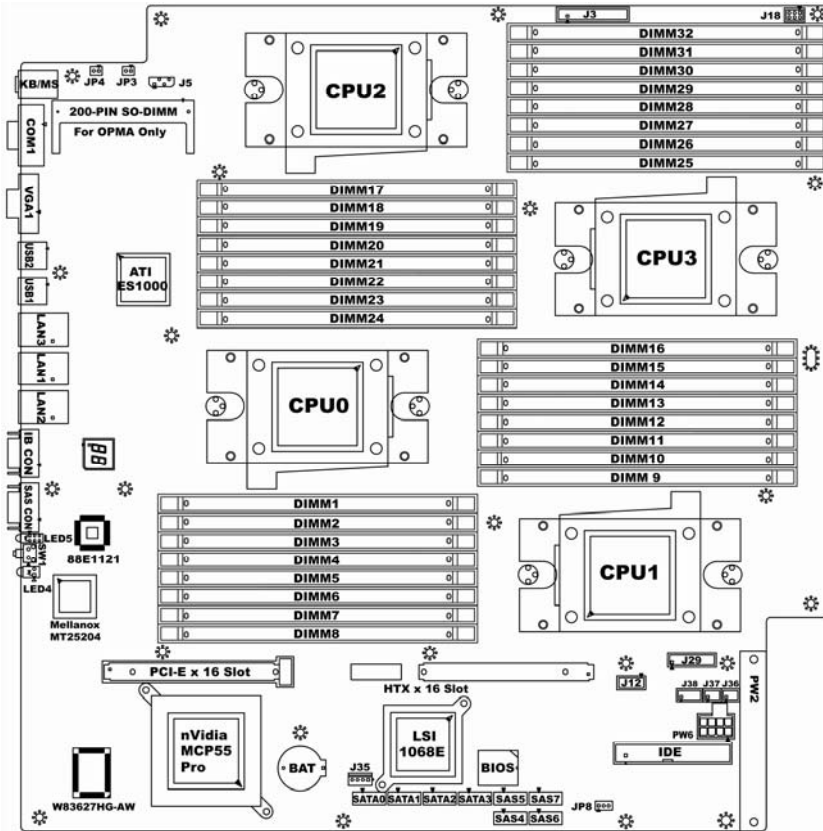 J3
J18
DIMM32
DIMM31
DIMM30
DIMM29
DIMM28
DIMM27
DIMM26
DIMM25
JP4
JP3
J5
KB/MS
200-PIN SO-DIMM
For OPMA Only
CPU2
COM1
VGA1
USB2
USB1
LAN3
LAN1
LAN2
IB CON
SAS CON
ATI
ES1000
DIMM17
DIMM18
DIMM19
DIMM20
DIMM21
DIMM22
DIMM23
DIMM24
CPU3
CPU0
DIMM16
DIMM15
DIMM14
DIMM13
DIMM12
DIMM11
DIMM10
DIMM 9
88
LED5
SW1
LED4
88E1121
Mellanox
MT25204
DIMM1
DIMM2
DIMM3
DIMM4
DIMM5
DIMM6
DIMM7
DIMM8
CPU1
PCI-E x 16 Slot
HTX x 16 Slot
J12
J29
J38
J37
J36
PW2
PW6
IDE
nVidia
MCP55
Pro
BAT
LSI
1068E
BIOS
J35
SATA0
SATA1
SATA2
SATA3
SAS5
SAS7
SAS4
SAS6
JP8
W83627HG-AW